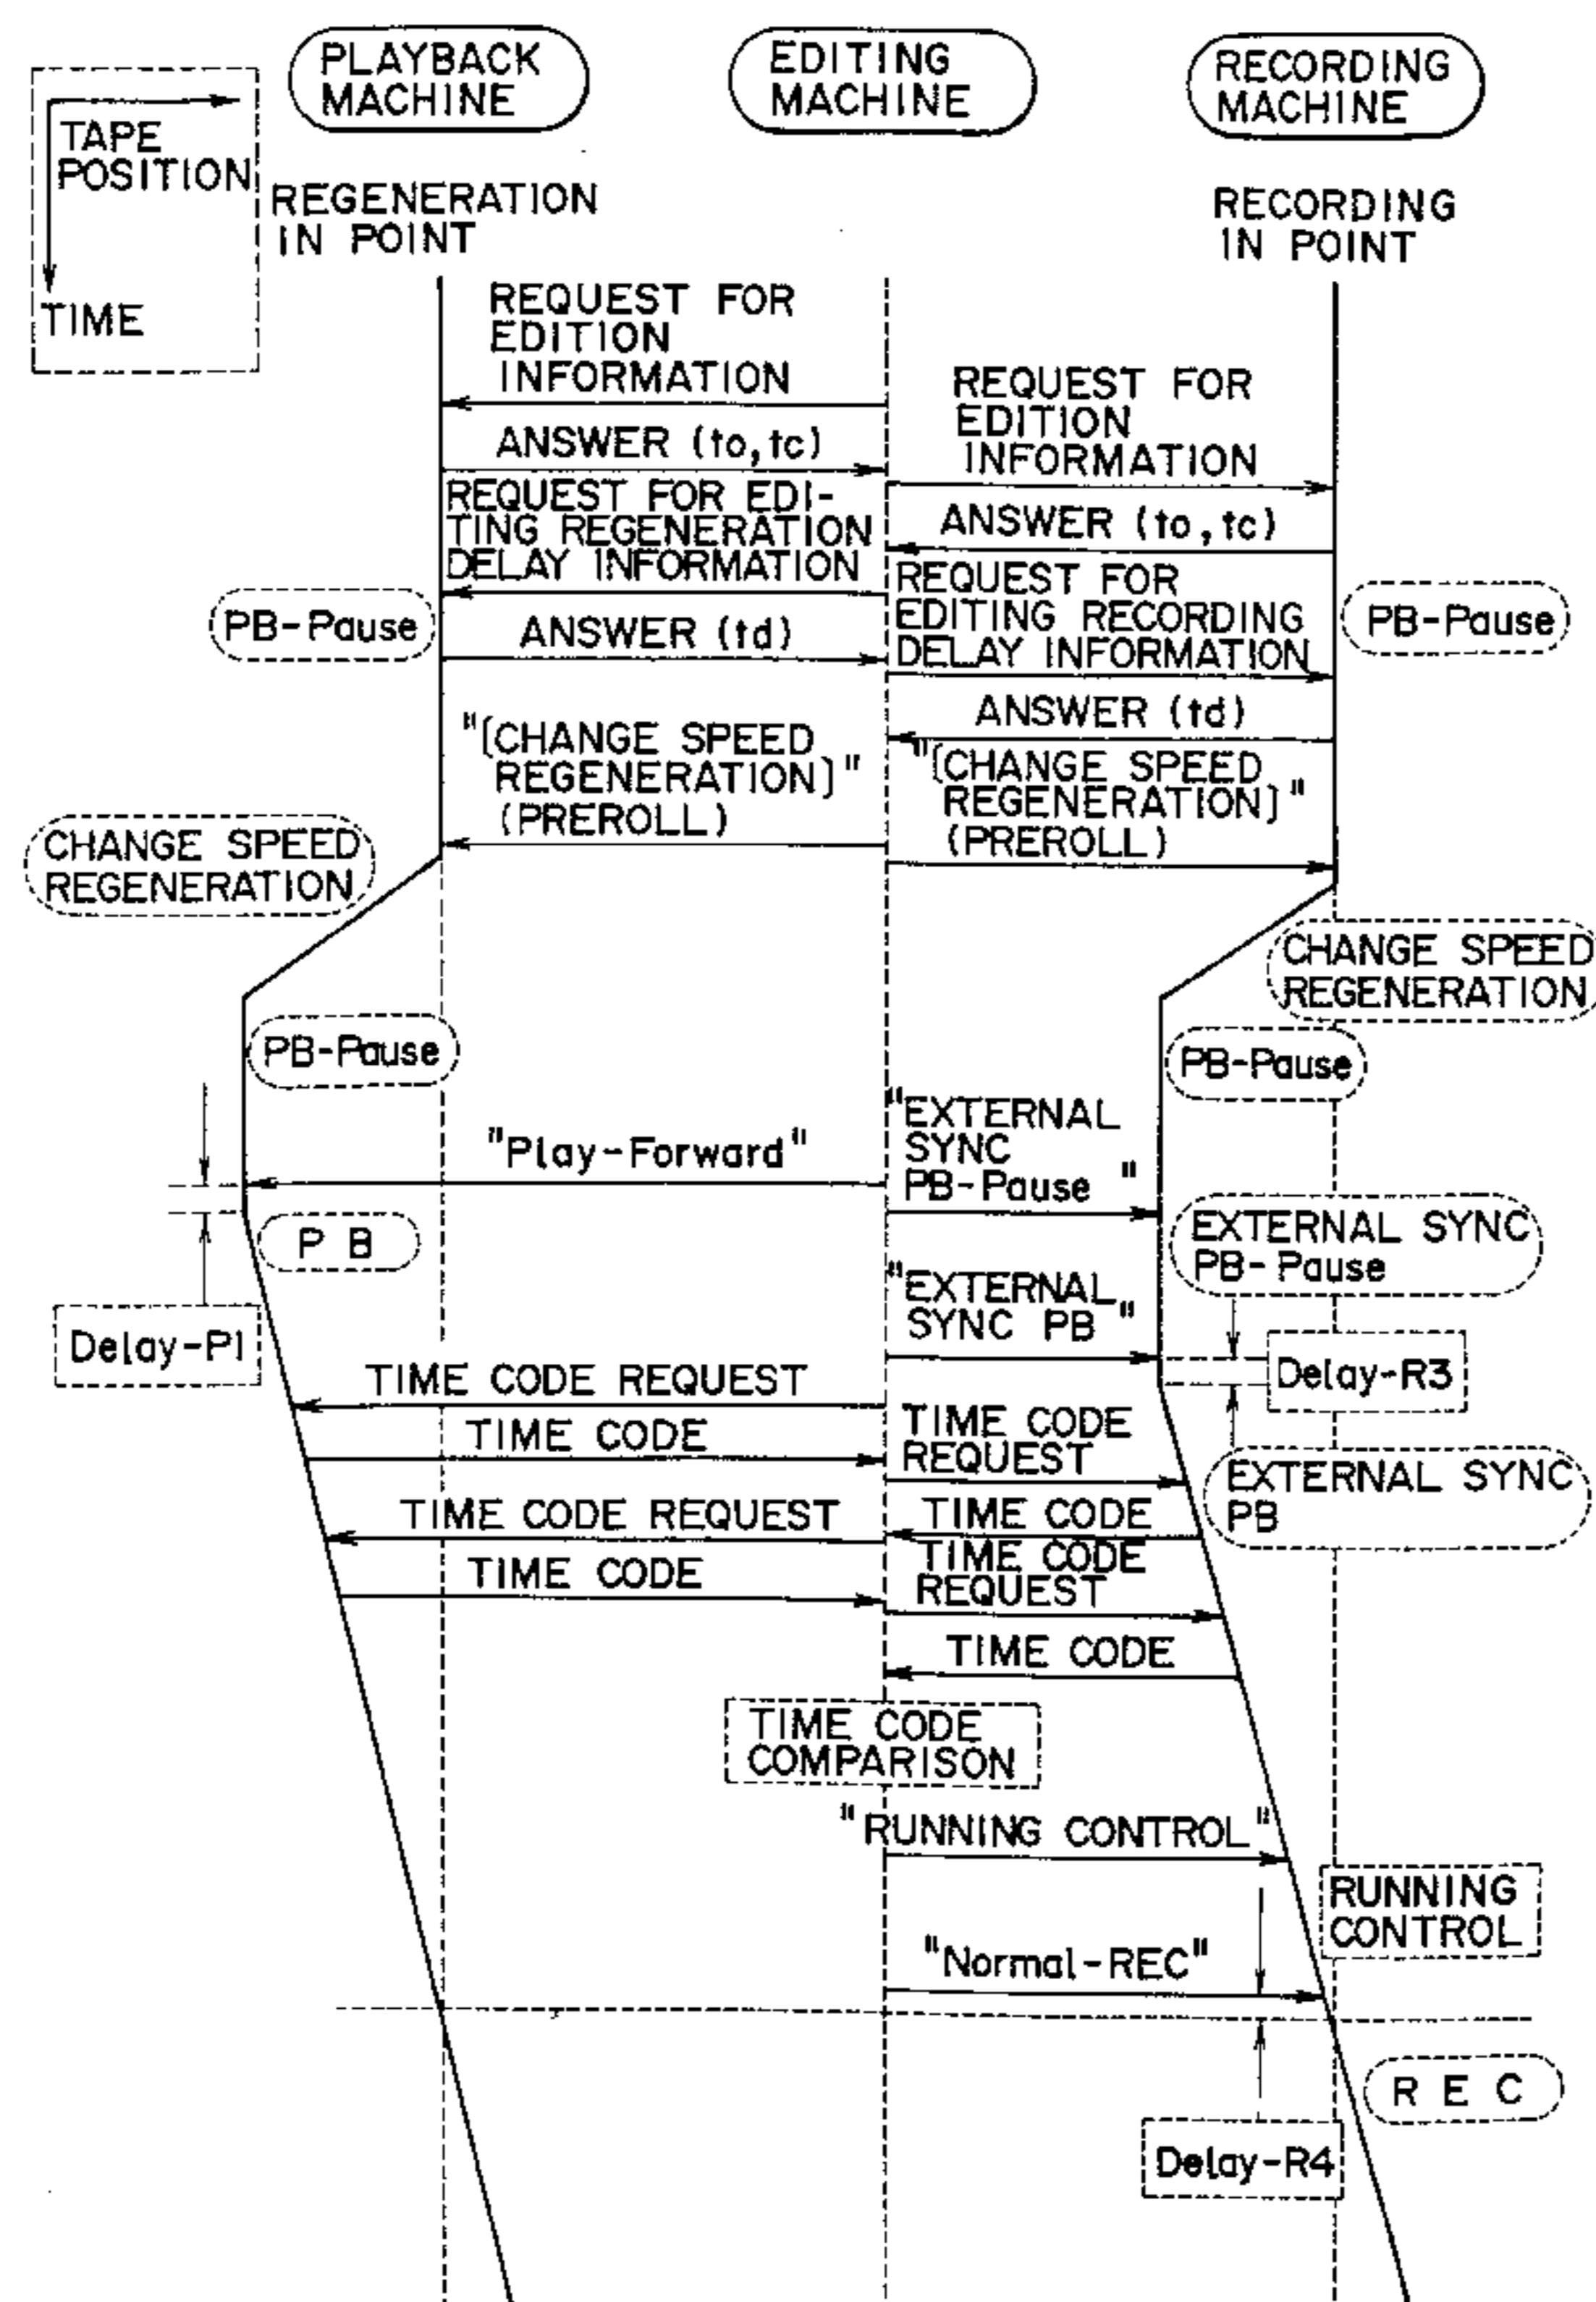 PLAYBACK
MACHINE
EDITING
MACHINE
RECORDING
MACHINE
TAPE
POSITION
TIME
REGENERATION
IN POINT
RECORDING
IN POINT
REQUEST FOR
EDITION
INFORMATION
REQUEST FOR
EDITION
INFORMATION
ANSWER (to,tc)
ANSWER (to,tc)
REQUEST FOR EDI-
TING REGENERATION
DELAY INFORMATION
REQUEST FOR
EDITING RECORDING
DELAY INFORMATION
PB-Pause
PB-Pause
ANSWER (td)
ANSWER (td)
"[CHANGE SPEED
REGENERATION]"
(PREROLL)
"[CHANGE SPEED
REGENERATION]"
(PREROLL)
CHANGE SPEED
REGENERATION
CHANGE SPEED
REGENERATION
PB-Pause
PB-Pause
"Play-Forward"
"EXTERNAL
SYNC
PB-Pause "
P B
EXTERNAL SYNC
PB-Pause
"EXTERNAL
SYNC PB"
Delay-P1
Delay-R3
TIME CODE REQUEST
TIME CODE
TIME CODE
REQUEST
EXTERNAL SYNC
PB
TIME CODE REQUEST
TIME CODE
TIME CODE
TIME CODE
REQUEST
TIME CODE
TIME CODE
COMPARISON
"RUNNING CONTROL"
RUNNING
CONTROL
"Normal-REC"
R E C
Delay-R4